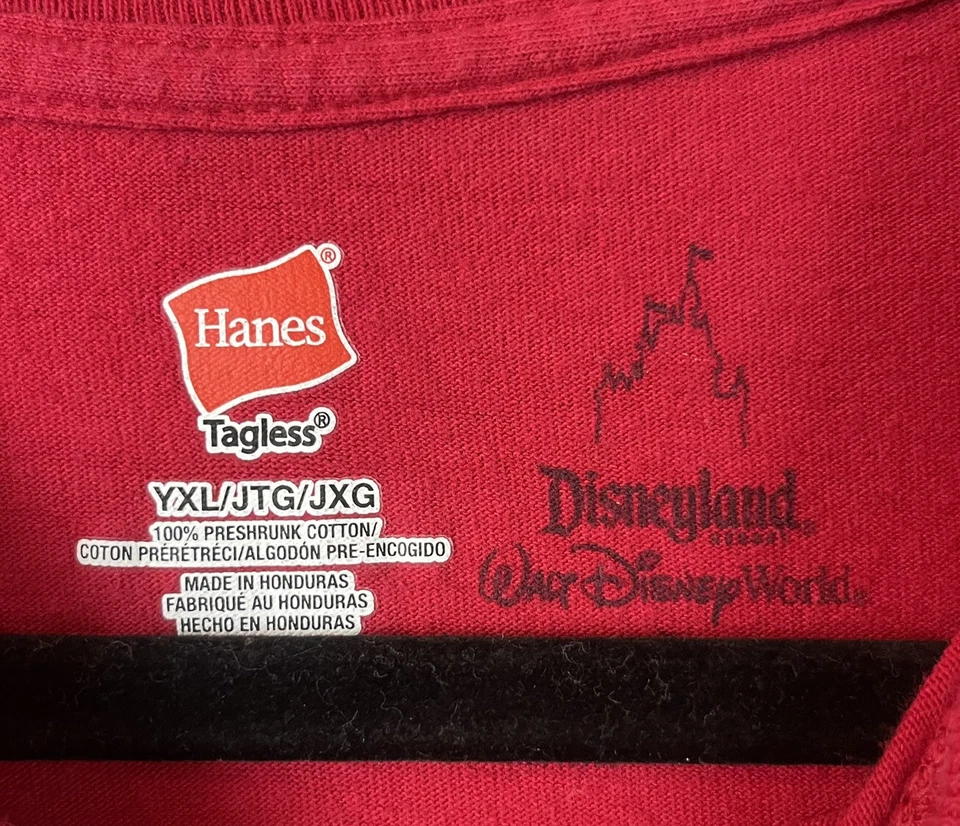 Hanes®
Tagless®
YXL/JTG/JXG
100% PRESHRUNK COTTON/
COTON PRÉRÉTRÉCI/ALGODÓN PRE-ENCOGIDO
MADE IN HONDURAS
FABRIQUÉ AU HONDURAS
HECHO EN HONDURAS
Disneyland
RESORT
Walt Disney World®